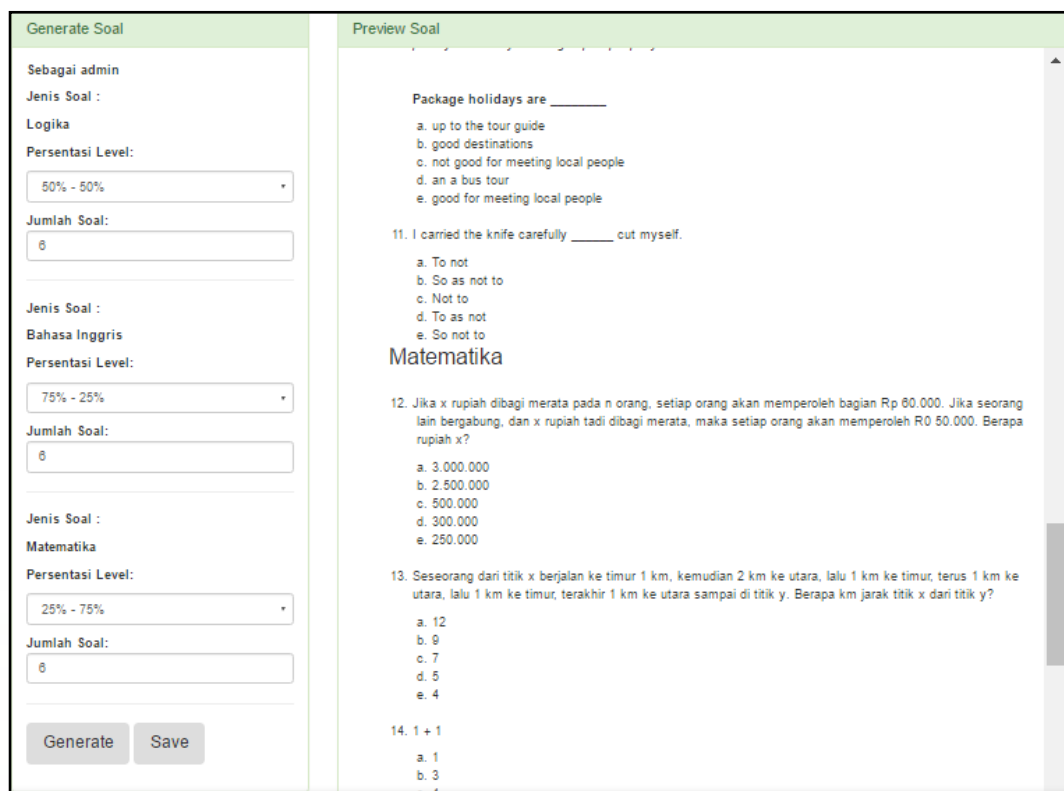 Generate Soal
Sebagai admin
Jenis Soal :
Logika
Persentasi Level:
50% - 50%
Jumlah Soal:
6
Jenis Soal :
Bahasa Inggris
Persentasi Level:
75% - 25%
Jumlah Soal:
6
Jenis Soal :
Matematika
Persentasi Level:
25% - 75%
Jumlah Soal:
6
Generate Save
Preview Soal
Package holidays are ________
a. up to the tour guide
b. good destinations
c. not good for meeting local people
d. an a bus tour
e. good for meeting local people
11. I carried the knife carefully ______ cut myself.
a. To not
b. So as not to
c. Not to
d. To as not
e. So not to
Matematika
12. Jika x rupiah dibagi merata pada n orang, setiap orang akan memperoleh bagian Rp 60.000. Jika seorang
lain bergabung, dan x rupiah tadi dibagi merata, maka setiap orang akan memperoleh R0 50.000. Berapa
rupiah x?
a. 3.000.000
b. 2.500.000
c. 500.000
d. 300.000
e. 250.000
13. Seseorang dari titik x berjalan ke timur 1 km, kemudian 2 km ke utara, lalu 1 km ke timur, terus 1 km ke
utara, lalu 1 km ke timur, terakhir 1 km ke utara sampai di titik y. Berapa km jarak titik x dari titik y?
a. 12
b. 9
c. 7
d. 5
e. 4
14. 1 + 1
a. 1
b. 3